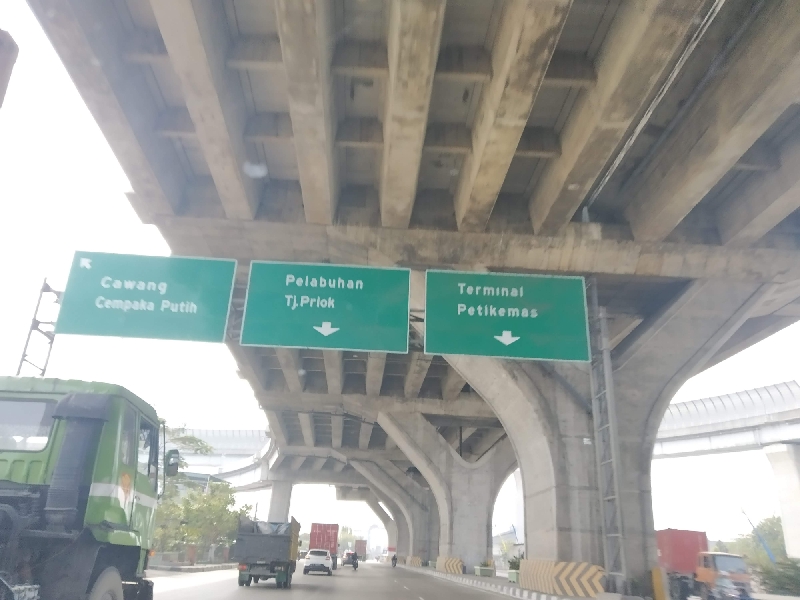 Cawang
Cempaka Putih
Pelabuhan
Tj.Priok
Terminal
Petikemas